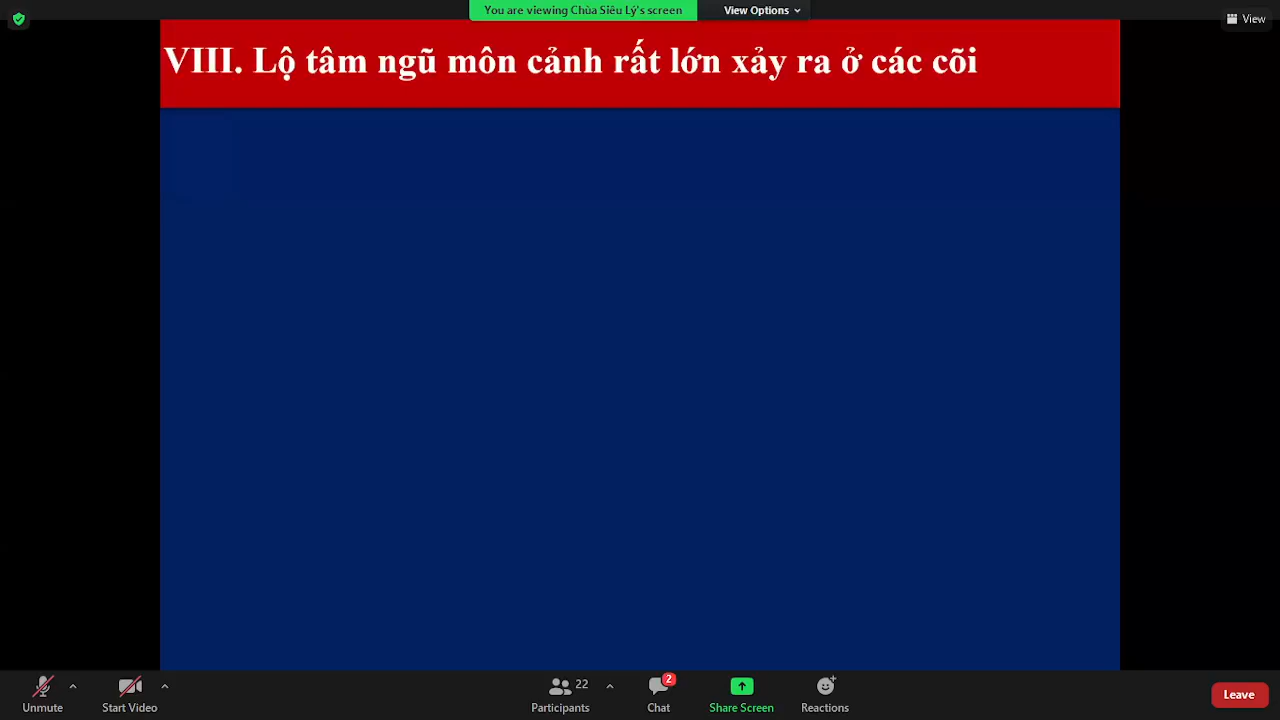 You are viewing Chùa Siêu Lý's screen
View Options
View
VIII. Lộ tâm ngũ môn cảnh rất lớn xảy ra ở các cõi
Unmute
Start Video
22
Participants
2
Chat
Share Screen
Reactions
Leave